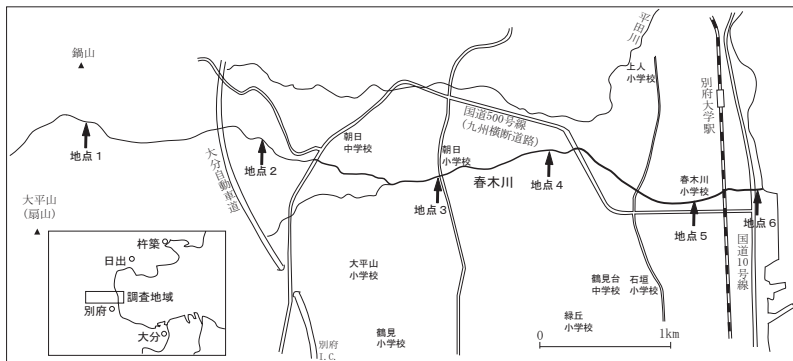 鍋山
平田川
上人
小学校
別府大学駅
国道500号線
(九州横断道路)
朝日
中学校
朝日
小学校
地点1
地点2
大分自動車道
春木川
地点3
地点4
春木川
小学校
地点5
地点6
国道10号線
大平山
(扇山)
杵築
日出
調査地域
別府
大分
大平山
小学校
鶴見台
中学校
石垣
小学校
緑丘
小学校
鶴見
小学校
別府
I.C.
0
1km